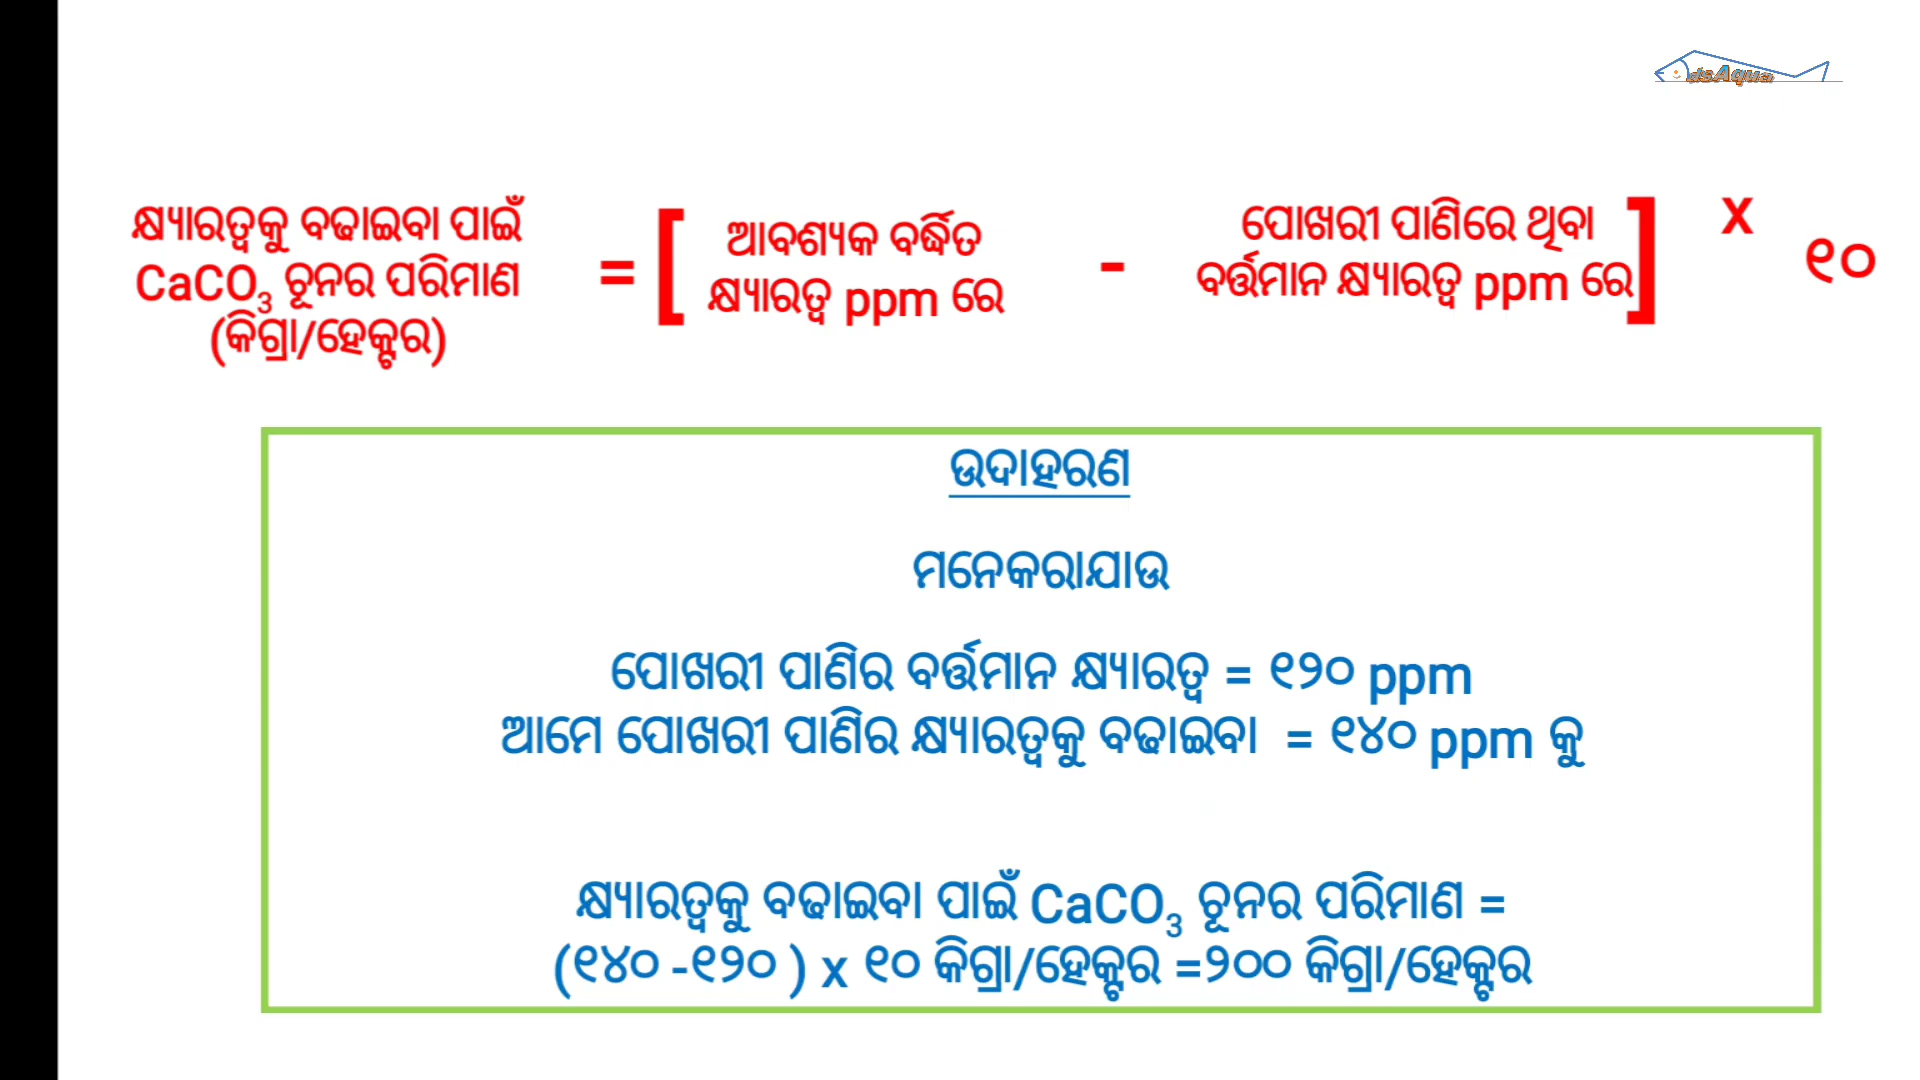 dsAqua
କ୍ଷ୍ୟାରତ୍ୱକୁ ବଢାଇବା ପାଇଁ
CaCO₃ ଚୂନର ପରିମାଣ
(କିଗ୍ରା/ହେକ୍ଟର)
=
[
ଆବଶ୍ୟକ ବର୍ଦ୍ଧିତ
କ୍ଷ୍ୟାରତ୍ୱ ppm ରେ
-
ପୋଖରୀ ପାଣିରେ ଥିବା
ବର୍ତ୍ତମାନ କ୍ଷ୍ୟାରତ୍ୱ ppm ରେ
]
x
୧୦
ଉଦାହରଣ
ମନେକରାଯାଉ
ପୋଖରୀ ପାଣିର ବର୍ତ୍ତମାନ କ୍ଷ୍ୟାରତ୍ୱ = ୧୨୦ ppm
ଆମେ ପୋଖରୀ ପାଣିର କ୍ଷ୍ୟାରତ୍ୱକୁ ବଢାଇବା = ୧୪୦ ppm କୁ
କ୍ଷ୍ୟାରତ୍ୱକୁ ବଢାଇବା ପାଇଁ CaCO₃ ଚୂନର ପରିମାଣ =
(୧୪୦ -୧୨୦ ) x ୧୦ କିଗ୍ରା/ହେକ୍ଟର =୨୦୦ କିଗ୍ରା/ହେକ୍ଟର